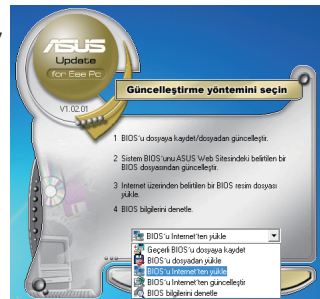 ASUS
Update
for Eee Pc
V1.02.01
Güncelleştirme yöntemini seçin
1 BIOS'u dosyaya kaydet/dosyadan güncelleştir.
2 Sistem BIOS'unu ASUS Web Sitesindeki belirtilen bir
BIOS dosyasından güncelleştir.
3 Internet üzerinden belirtilen bir BIOS resim dosyası
yükle.
4 BIOS bilgilerini denetle.
BIOS'u Internet'ten yükle
Geçerli BIOS'u dosyaya kaydet
BIOS'u dosyadan yükle
BIOS'u Internet'ten yükle
BIOS'u Internet'ten güncelleştir
BIOS bilgilerini denetle